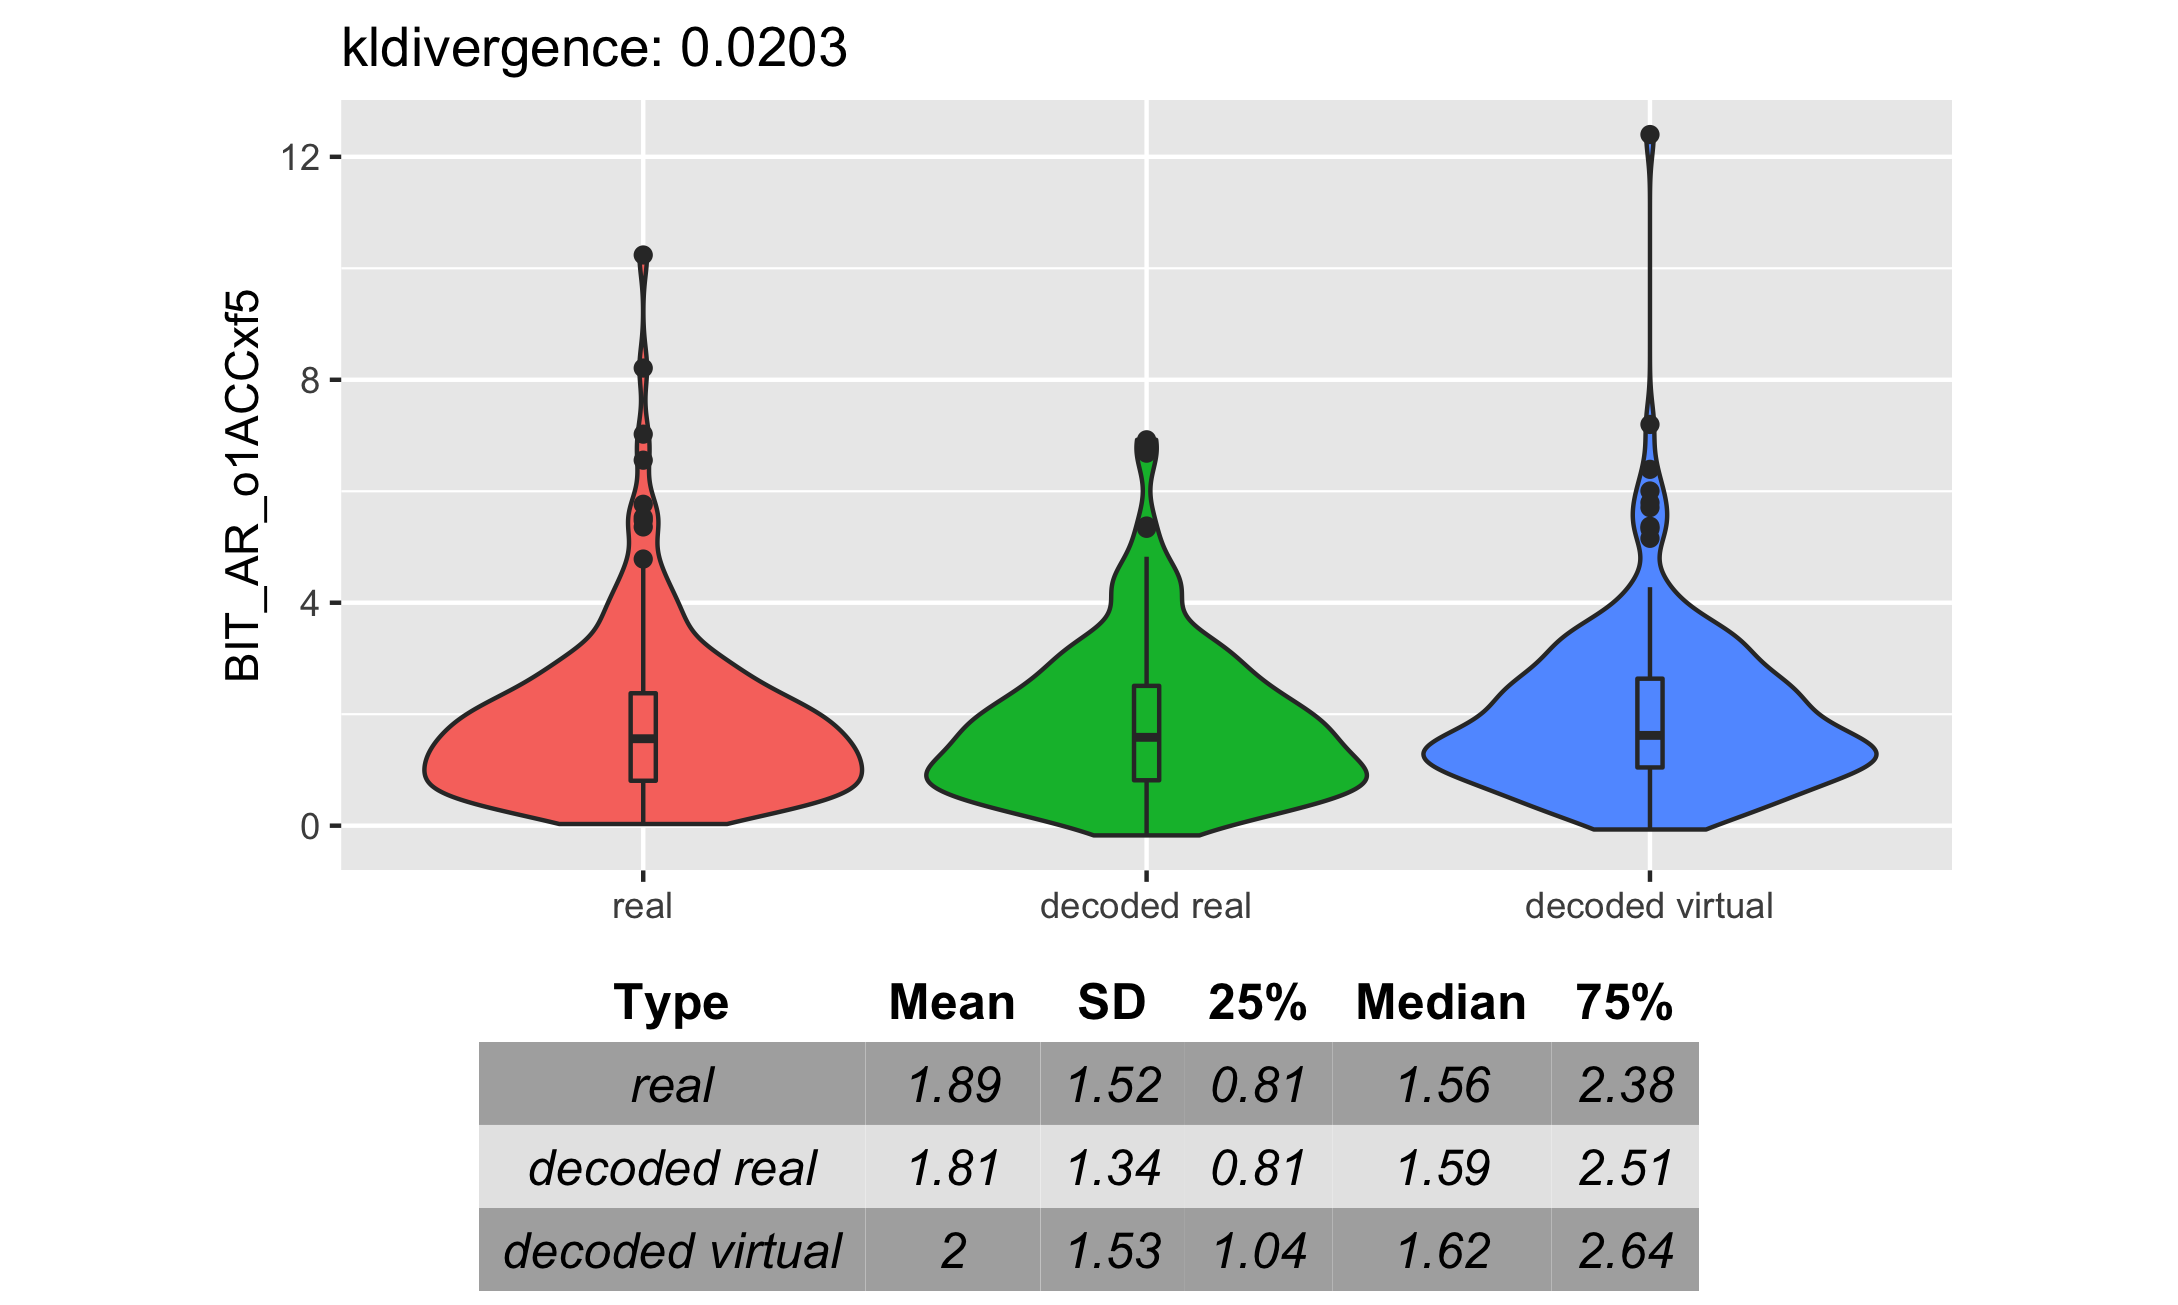 kldivergence: 0.0203
BIT_AR_o1ACCxf5
12
8
4
0
real decoded real decoded virtual
Type Mean SD 25% Median 75%
real 1.89 1.52 0.81 1.56 2.38
decoded real 1.81 1.34 0.81 1.59 2.51
decoded virtual 2 1.53 1.04 1.62 2.64